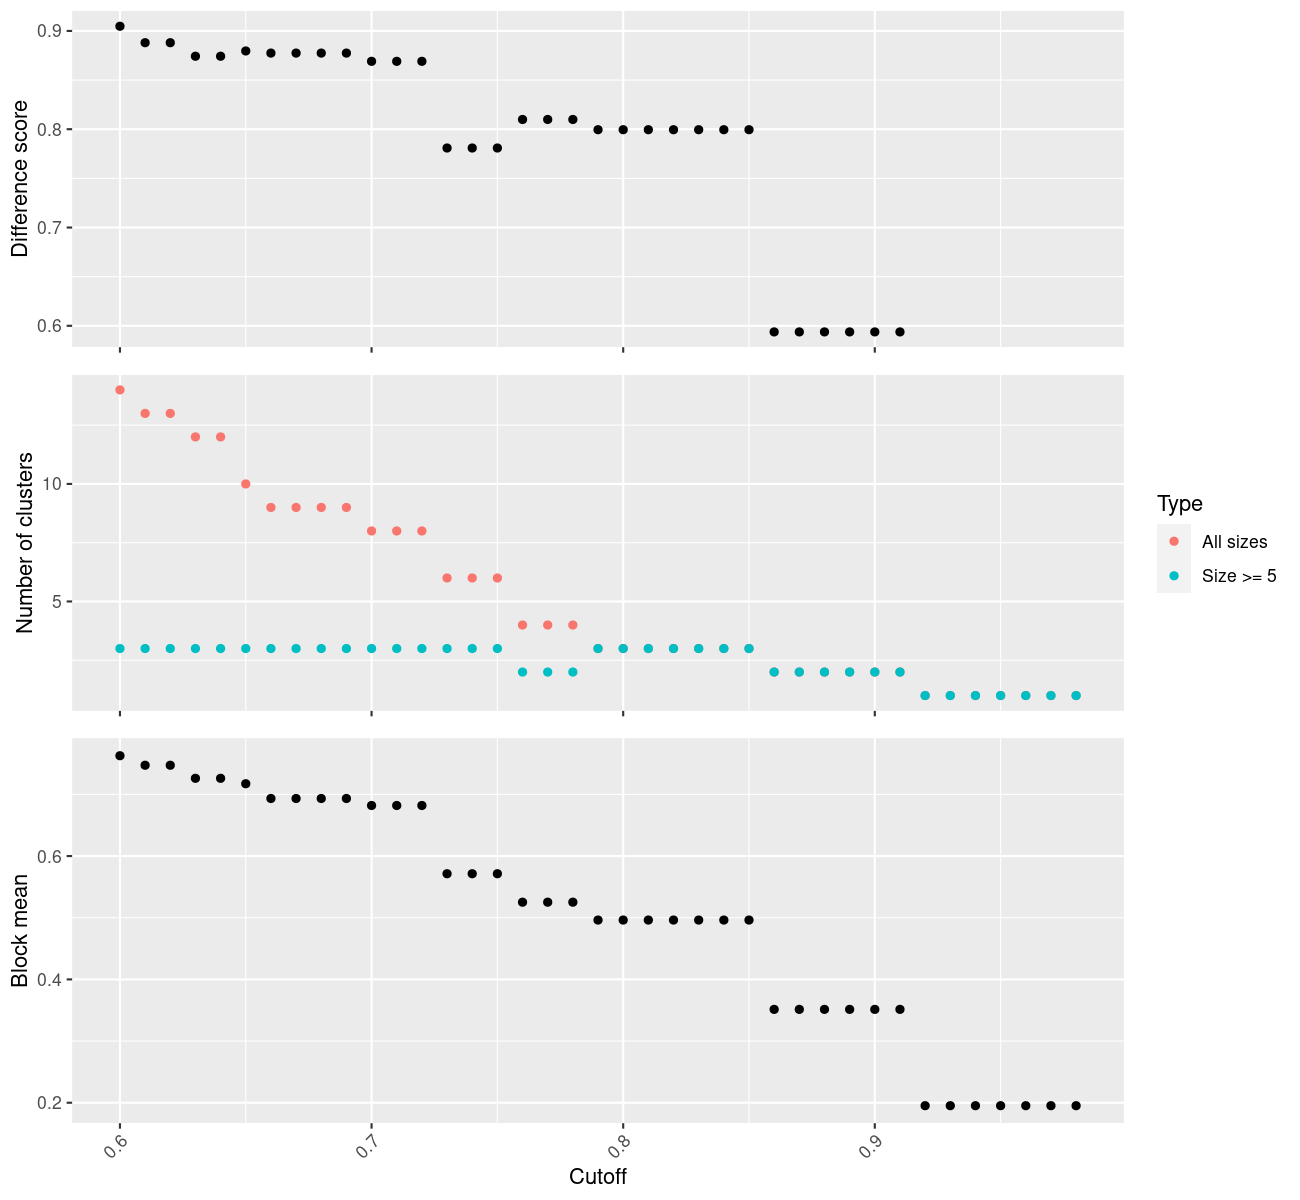 Difference score
0.9
0.8
0.7
0.6
Number of clusters
10
5
Type
All sizes
Size >= 5
Block mean
0.6
0.4
0.2
0.6
0.7
0.8
0.9
Cutoff